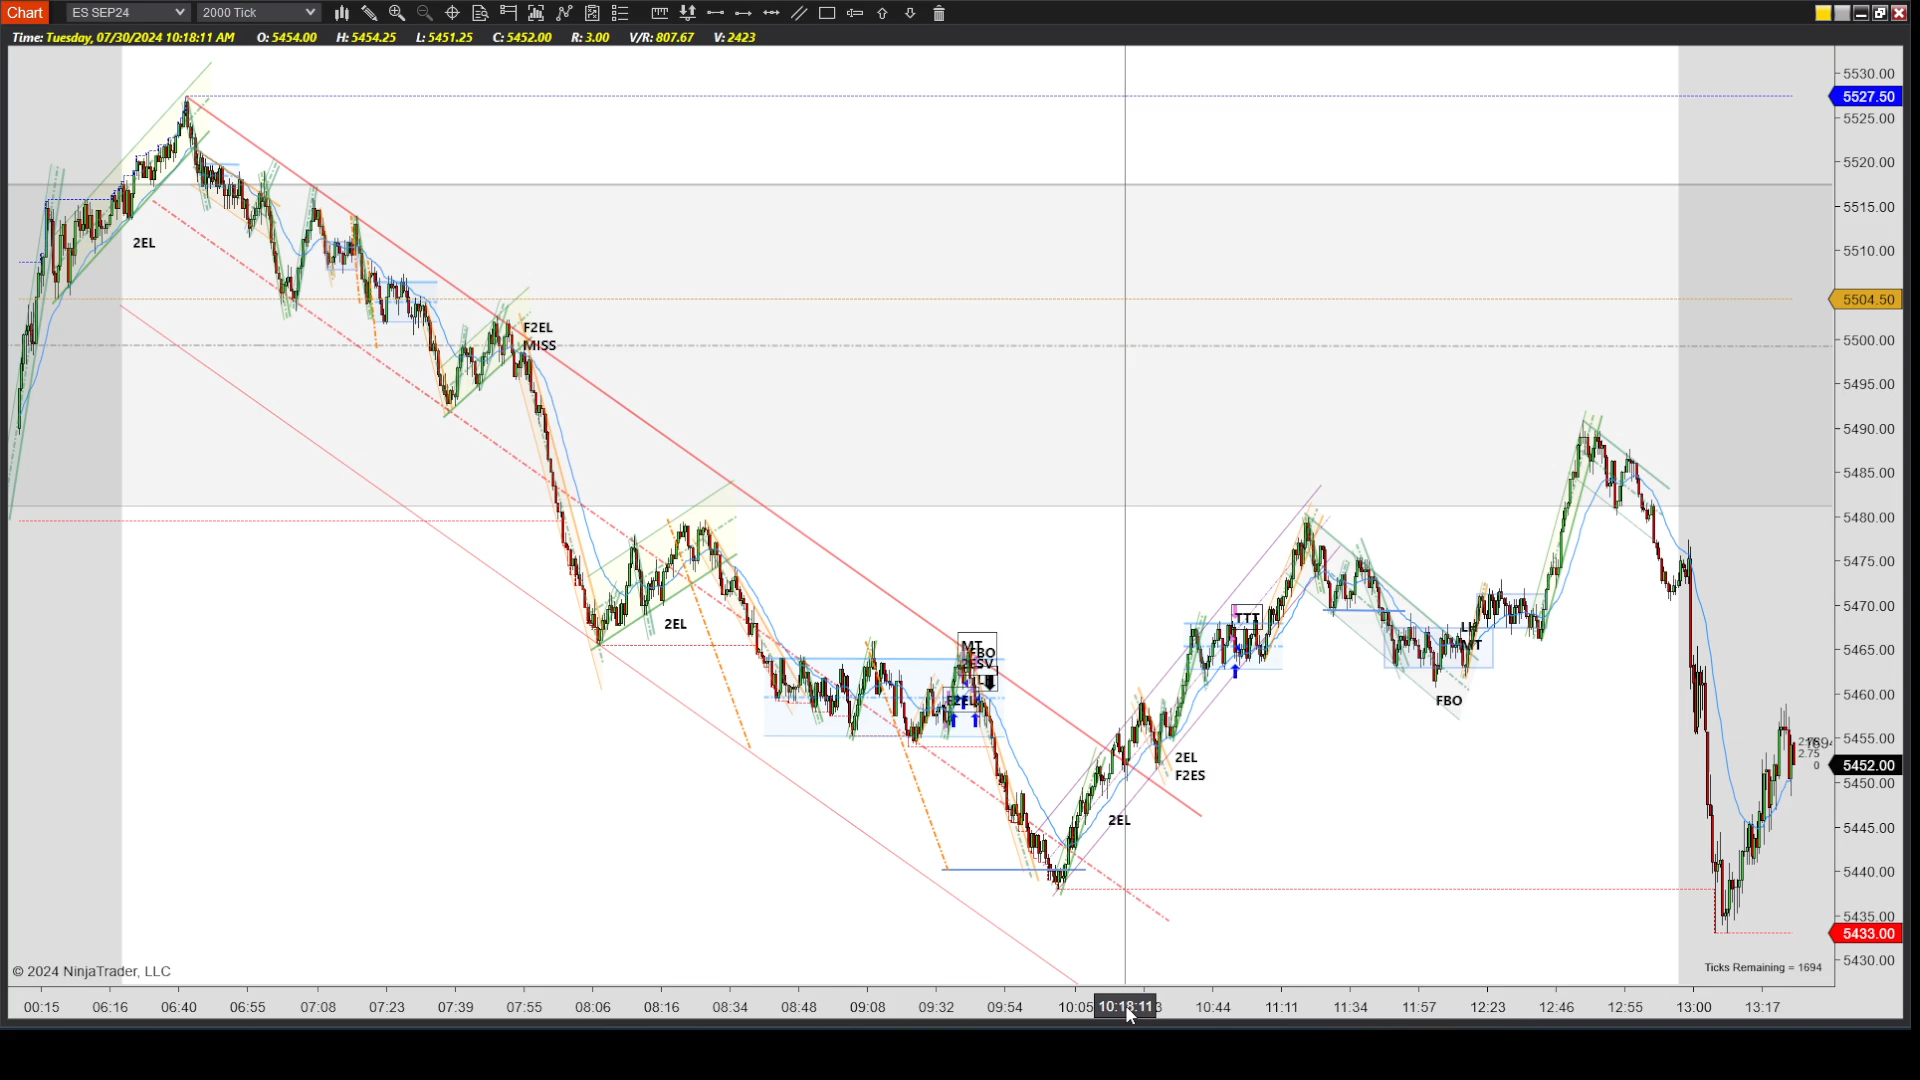 Chart ES SEP24 2000 Tick
Time: Tuesday, 07/30/2024 10:18:11 AM O: 5454.00 H: 5454.25 L: 5451.25 C: 5452.00 R: 3.00 V/R: 807.67 V: 2423
5530.00
5527.50
5525.00
5520.00
5515.00
5510.00
5504.50
5500.00
5495.00
5490.00
5485.00
5480.00
5475.00
5470.00
5465.00
5460.00
5455.00
5452.00
5450.00
5445.00
5440.00
5435.00
5433.00
5430.00
2EL
F2EL
MISS
2EL
MT
FBO
2ESV
F2EL
2EL
2EL
F2ES
TTT
FBO
2.75
0
Ticks Remaining = 1694
© 2024 NinjaTrader, LLC
00:15 06:16 06:40 06:55 07:08 07:23 07:39 07:55 08:06 08:16 08:34 08:48 09:08 09:32 09:54 10:05 10:18:11 10:44 11:11 11:34 11:57 12:23 12:46 12:55 13:00 13:17